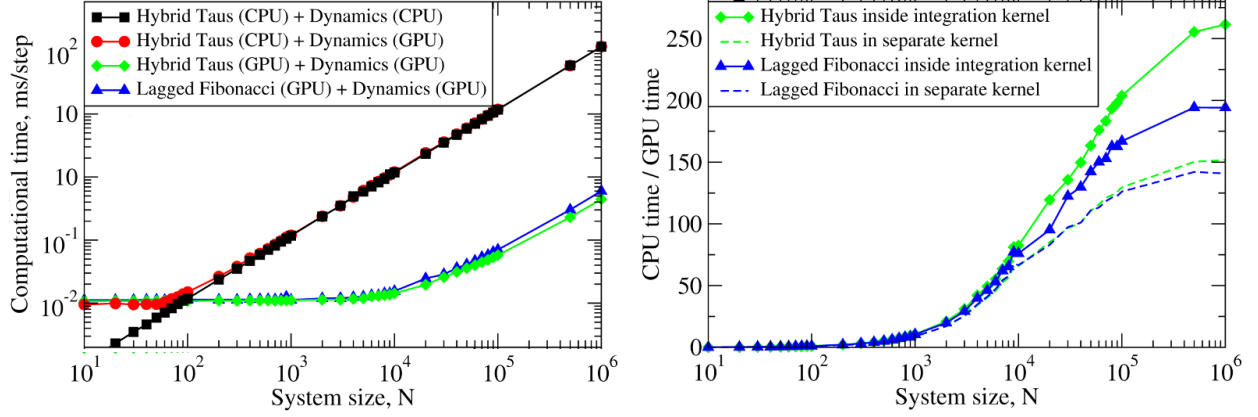 Hybrid Taus (CPU) + Dynamics (CPU)
Hybrid Taus (CPU) + Dynamics (GPU)
Hybrid Taus (GPU) + Dynamics (GPU)
Lagged Fibonacci (GPU) + Dynamics (GPU)
Computational time, ms/step
10^2
10^1
10^0
10^-1
10^-2
10^1 10^2 10^3 10^4 10^5 10^6
System size, N
Hybrid Taus inside integration kernel
Hybrid Taus in separate kernel
Lagged Fibonacci inside integration kernel
Lagged Fibonacci in separate kernel
CPU time / GPU time
250
200
150
100
50
0
10^1 10^2 10^3 10^4 10^5 10^6
System size, N